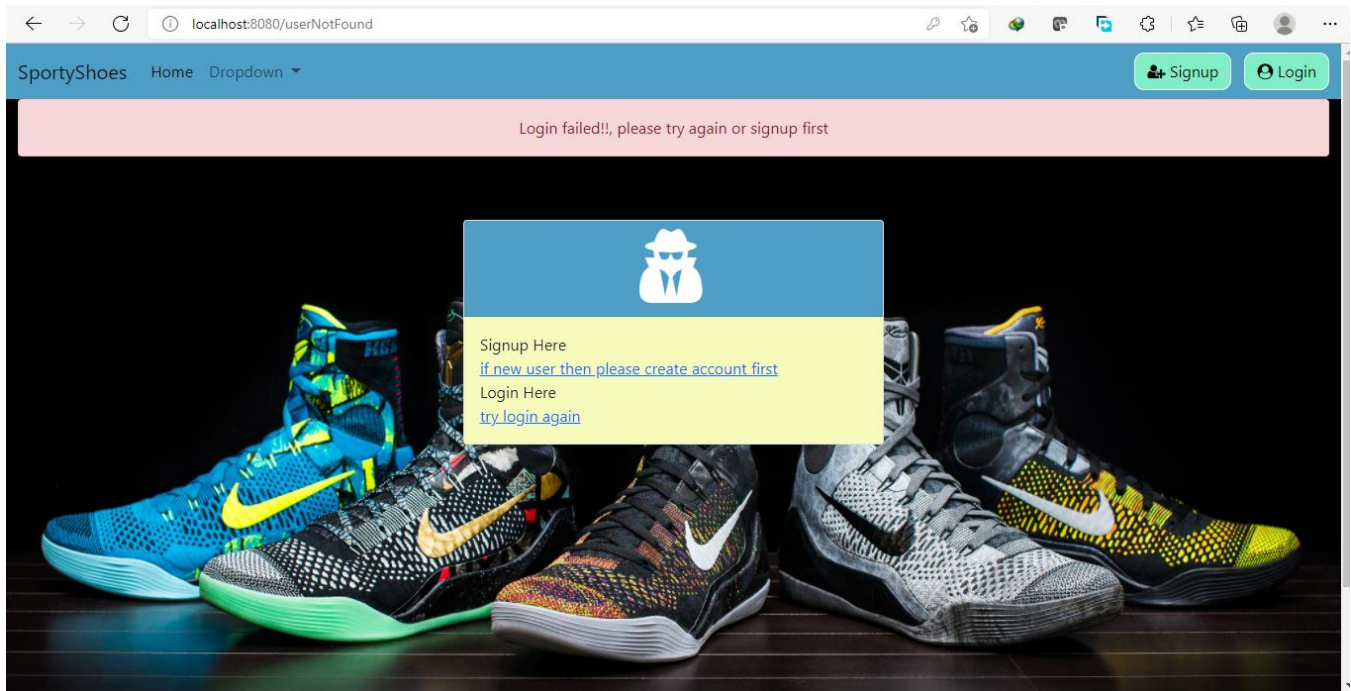 localhost:8080/userNotFound
SportyShoes Home Dropdown Signup Login
Login failed!!, please try again or signup first
Signup Here
if new user then please create account first
Login Here
try login again